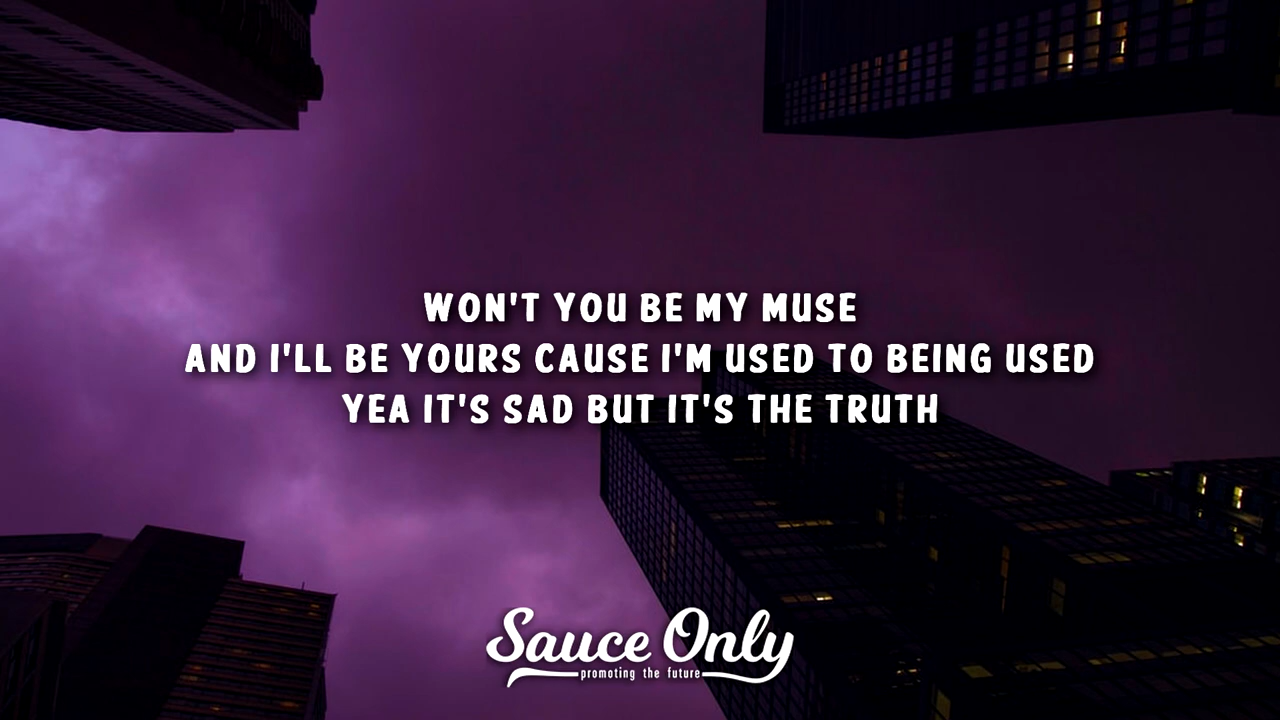 WON'T YOU BE MY MUSE
AND I'LL BE YOURS CAUSE I'M USED TO BEING USED
YEA IT'S SAD BUT IT'S THE TRUTH
Sauce Only
promoting the future